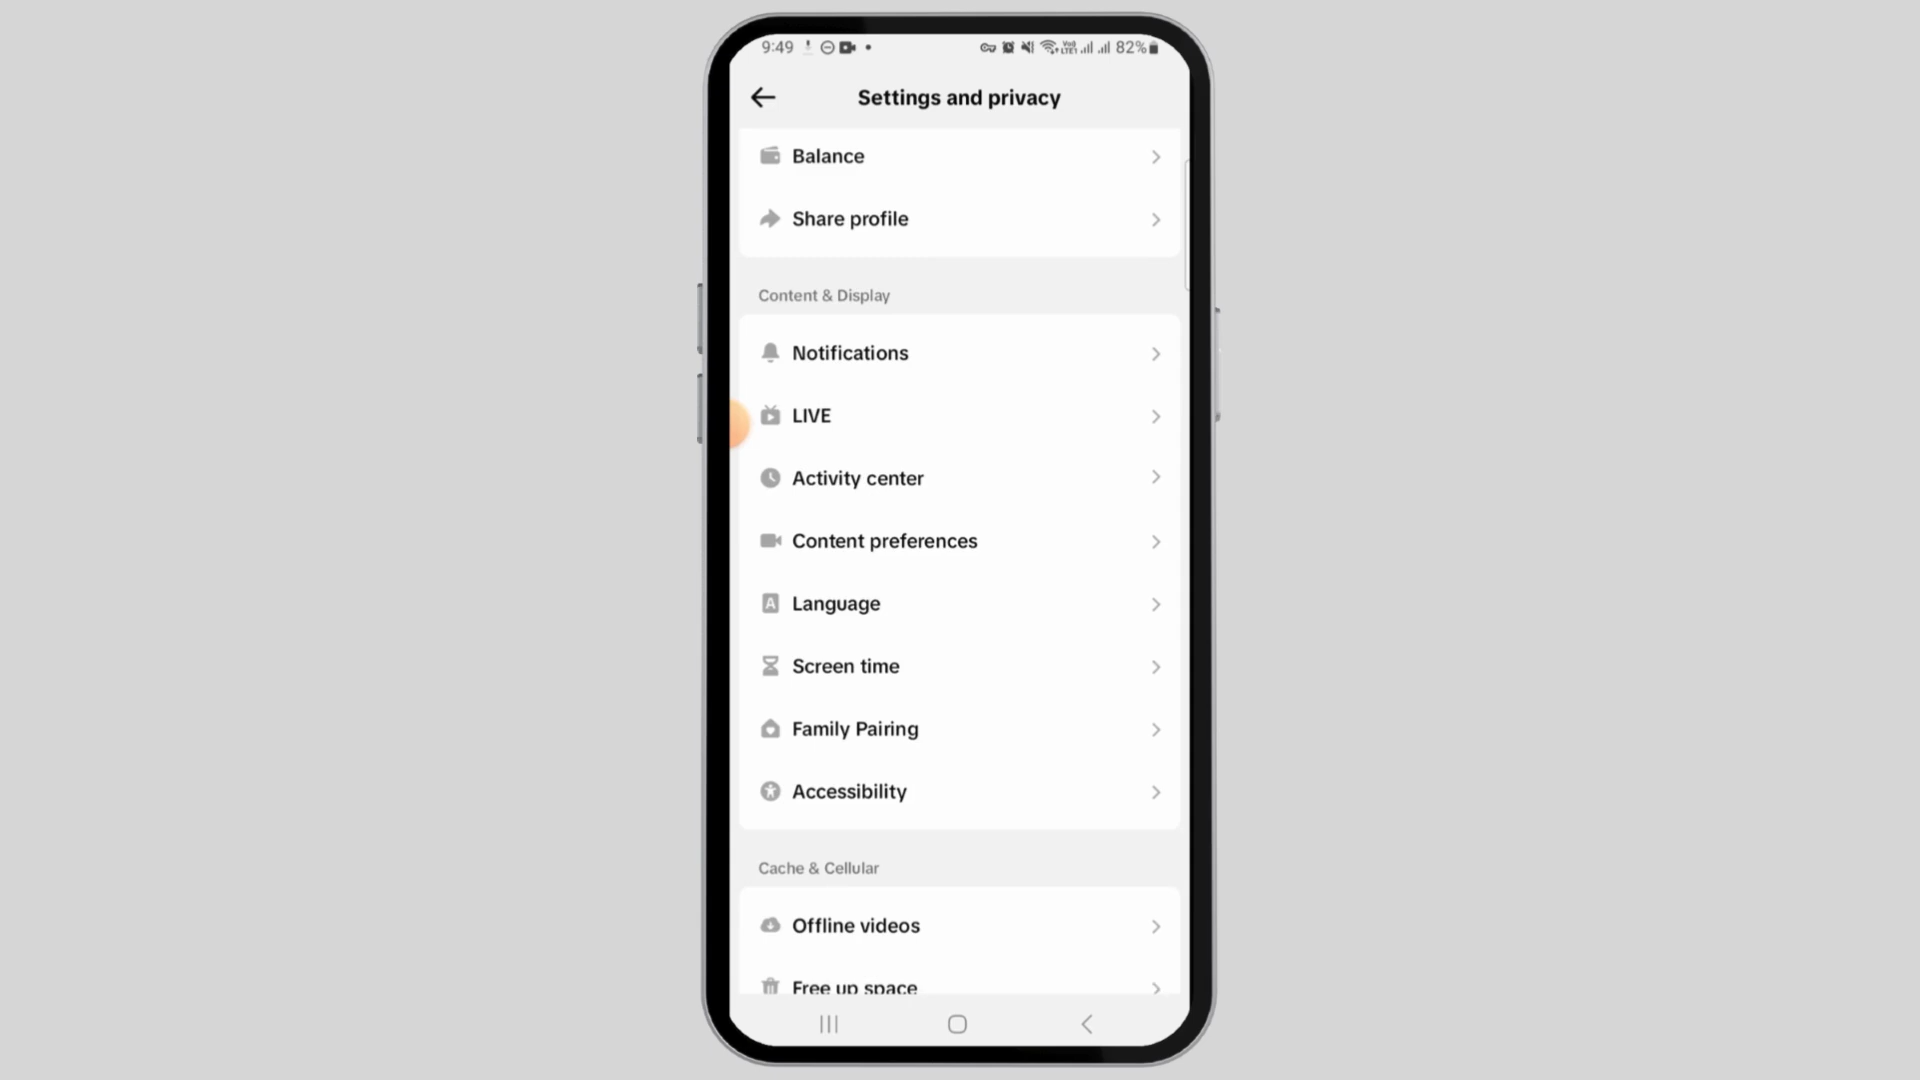 9:49 82%
Settings and privacy
Balance
Share profile
Content & Display
Notifications
LIVE
Activity center
Content preferences
A Language
Screen time
Family Pairing
Accessibility
Cache & Cellular
Offline videos
Free up space